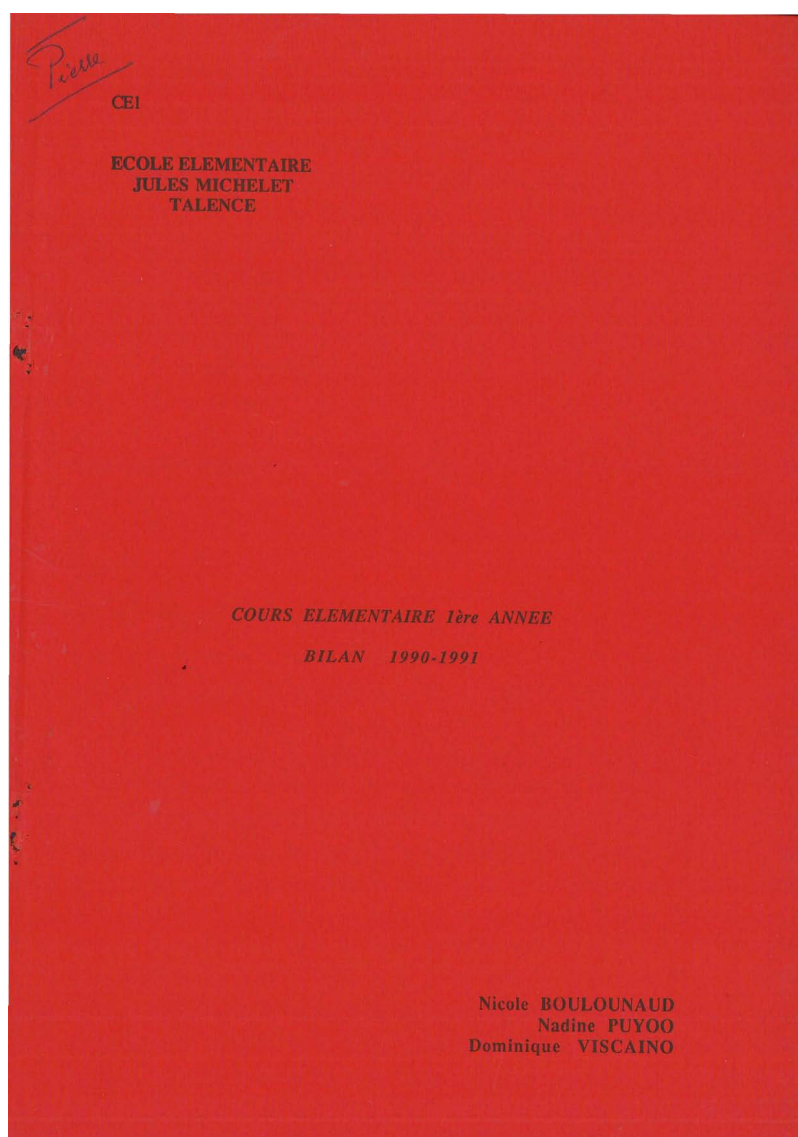 Pierre
CE1
ECOLE ELEMENTAIRE
JULES MICHELET
TALENCE
COURS ELEMENTAIRE 1ère ANNEE
BILAN 1990-1991
Nicole BOULOUNAUD
Nadine PUYOO
Dominique VISCAINO